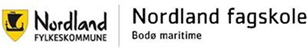 Nordland
FYLKESKOMMUNE
Nordland fagskole
Bodø maritime